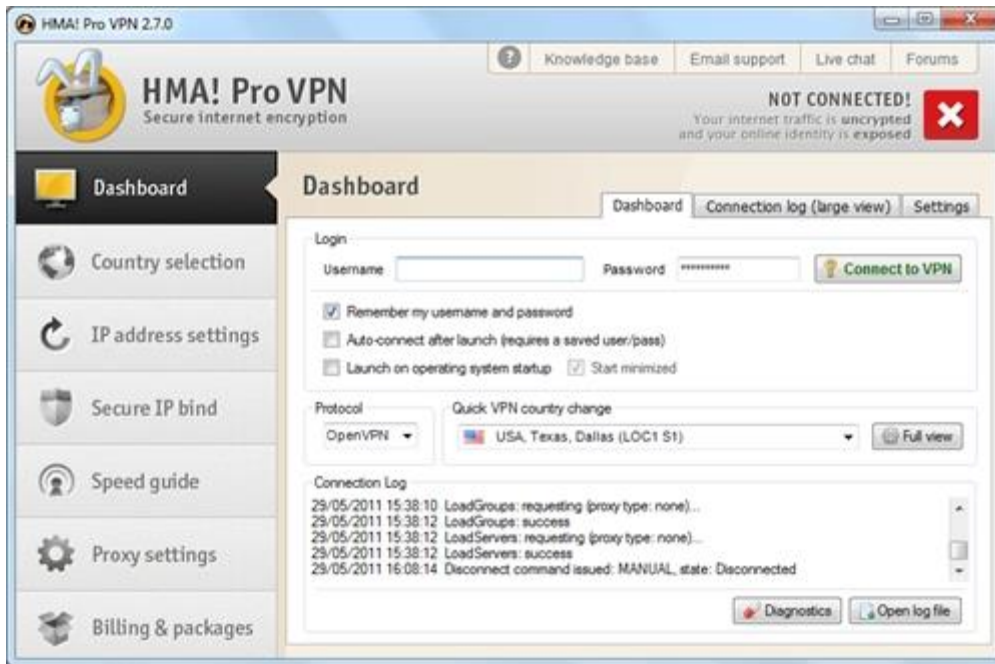 HMA! Pro VPN 2.7.0
Knowledge base
Email support
Live chat
Forums
HMA! Pro VPN
Secure internet encryption
NOT CONNECTED!
Your internet traffic is uncrypted
and your online identity is exposed
Dashboard
Country selection
IP address settings
Secure IP bind
Speed guide
Proxy settings
Billing & packages
Dashboard
Dashboard
Connection log (large view)
Settings
Login
Username
Password
**********
Connect to VPN
Remember my username and password
Auto-connect after launch (requires a saved user/pass)
Launch on operating system startup
Start minimized
Protocol
OpenVPN
Quick VPN country change
USA, Texas, Dallas (LOC1 S1)
Full view
Connection Log
29/05/2011 15:38:10 LoadGroups: requesting (proxy type: none)...
29/05/2011 15:38:12 LoadGroups: success
29/05/2011 15:38:12 LoadServers: requesting (proxy type: none)...
29/05/2011 15:38:12 LoadServers: success
29/05/2011 16:08:14 Disconnect command issued: MANUAL, state: Disconnected
Diagnostics
Open log file